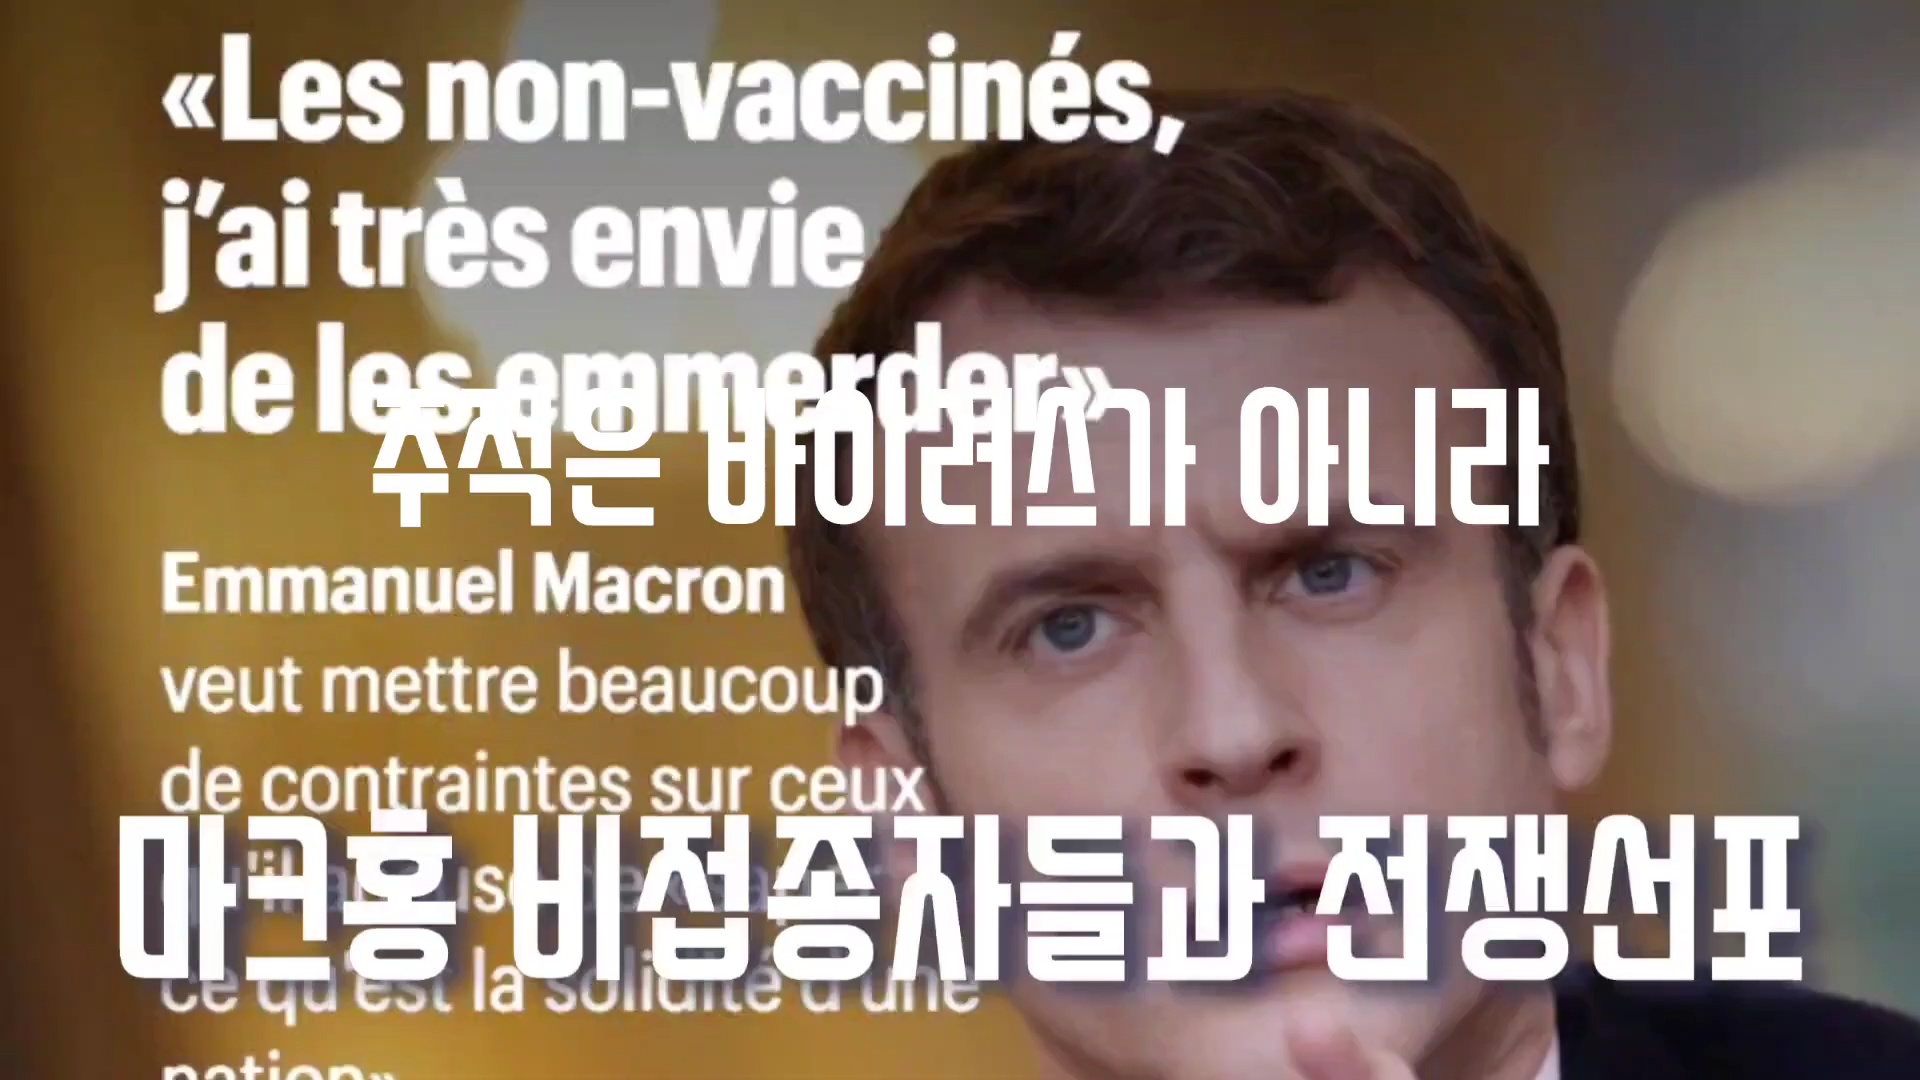 «Les non-vaccinés,
j'ai très envie
de les emmerder»
추적은 바이러스가 아니라
Emmanuel Macron
veut mettre beaucoup
de contraintes sur ceux
마크홍 비접종자들과 전쟁선포
ce qu'est la solidité d'une
nation»